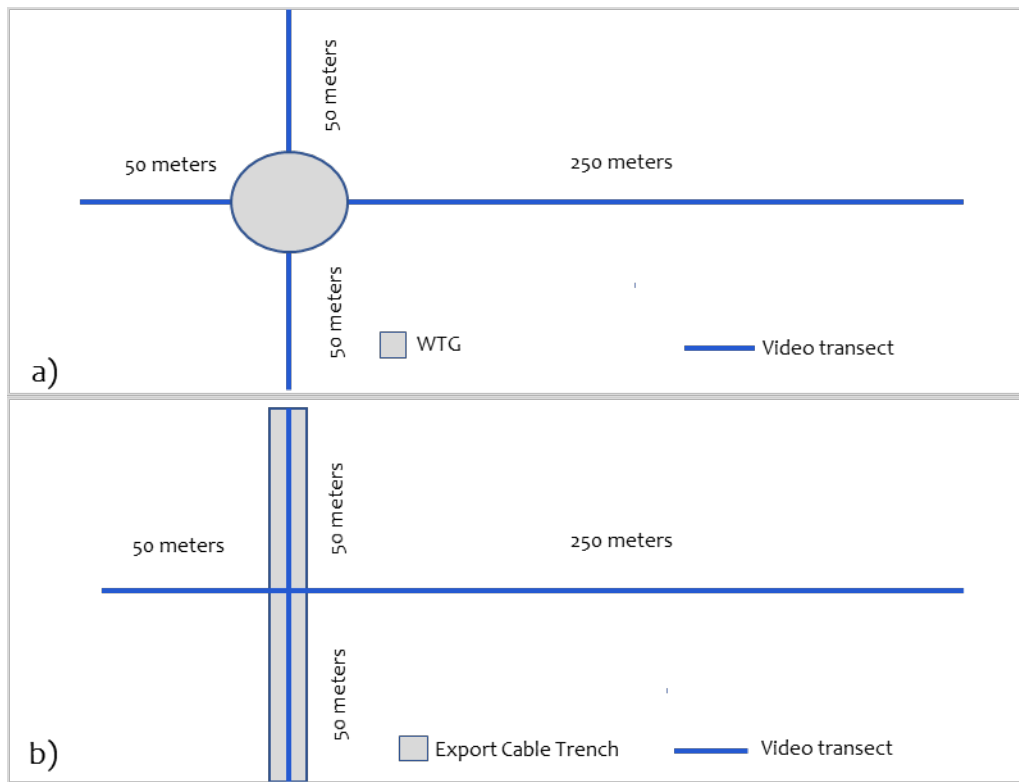 50 meters
50 meters
250 meters
50 meters
WTG
Video transect
a)
50 meters
50 meters
250 meters
50 meters
Export Cable Trench
Video transect
b)